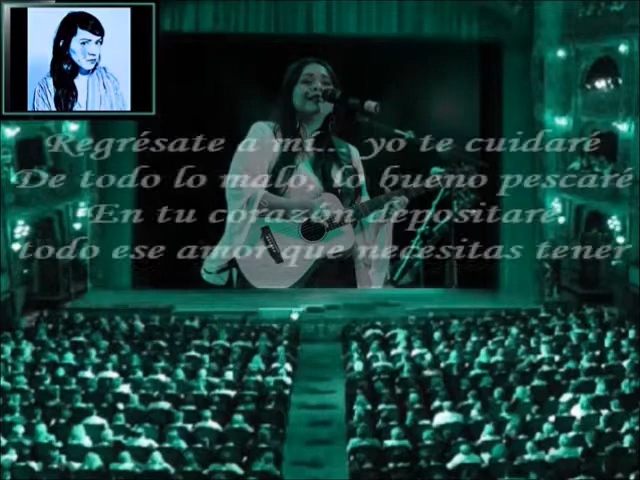 Regrésate a mi... yo te cuidaré
De todo lo malo, lo bueno pescaré
En tu corazón depositaré
todo ese amor que necesitas tener